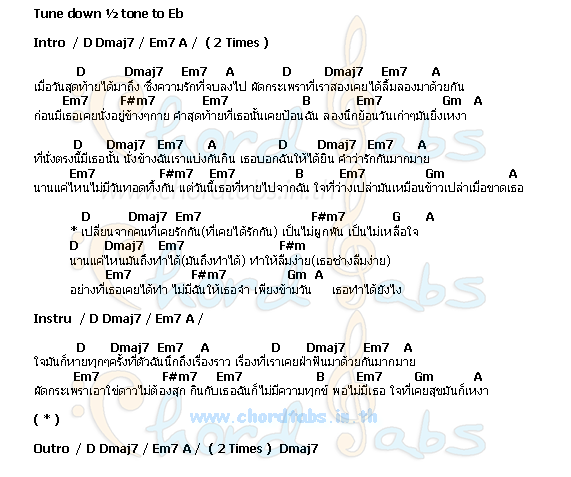 Tune down ½ tone to Eb
Intro / D Dmaj7 / Em7 A / ( 2 Times )
D Dmaj7 Em7 A D Dmaj7 Em7 A
เมื่อวันสุดท้ายได้มาถึง ซึ่งความรักที่จบลงไป ผัดกระเพราที่เราสองเคยได้ลิ้มลองมาด้วยกัน
Em7 F#m7 Em7 B Em7 Gm A
ก่อนมีเธอเคยนั่งอยู่ข้างๆกาย คำสุดท้ายที่เธอนั้นเคยป้อนฉัน ลองนึกย้อนวันเก่าๆมันยิ่งเหงา
D Dmaj7 Em7 A D Dmaj7 Em7 A
ที่นั่งตรงนี้มีเธอนั้น นั่งข้างฉันเราแบ่งกันกิน เธอบอกฉันให้ได้ยิน คำว่ารักกันมากมาย
Em7 F#m7 Em7 B Em7 Gm A
นานแค่ไหนไม่มีวันทอดทิ้งกัน แต่วันนี้เธอที่หายไปจากฉัน ใจที่ว่างเปล่ามันเหมือนข้าวเปล่าเมื่อขาดเธอ
D Dmaj7 Em7 F#m7 G A
* เปลี่ยนจากคนที่เคยรักกัน(ที่เคยได้รักกัน) เป็นไม่ผูกพัน เป็นไม่เหลือใจ
D Dmaj7 Em7 F#m
นานแค่ไหนมันถึงทำได้(มันถึงทำได้) ทำให้ลืมง่าย(เธอช่างลืมง่าย)
Em7 F#m7 Gm A
อย่างที่เธอเคยได้ทำ ไม่มีฉันให้เธอจำ เพียงข้ามวัน เธอทำได้ยังไง
Instru / D Dmaj7 / Em7 A /
D Dmaj7 Em7 A D Dmaj7 Em7 A
ใจมันก็หายทุกๆครั้งที่ตัวฉันนึกถึงเรื่องราว เรื่องที่เราเคยฝ่าฟันมาด้วยกันมากมาย
Em7 F#m7 Em7 B Em7 Gm A
ผัดกระเพราเอาไข่ดาวไม่ต้องสุก กินกับเธอฉันก็ไม่มีความทุกข์ พอไม่มีเธอ ใจที่เคยสุขมันก็เหงา
( * )
www.chordtabs.in.th
Outro / D Dmaj7 / Em7 A / ( 2 Times ) Dmaj7
Chord Tabs